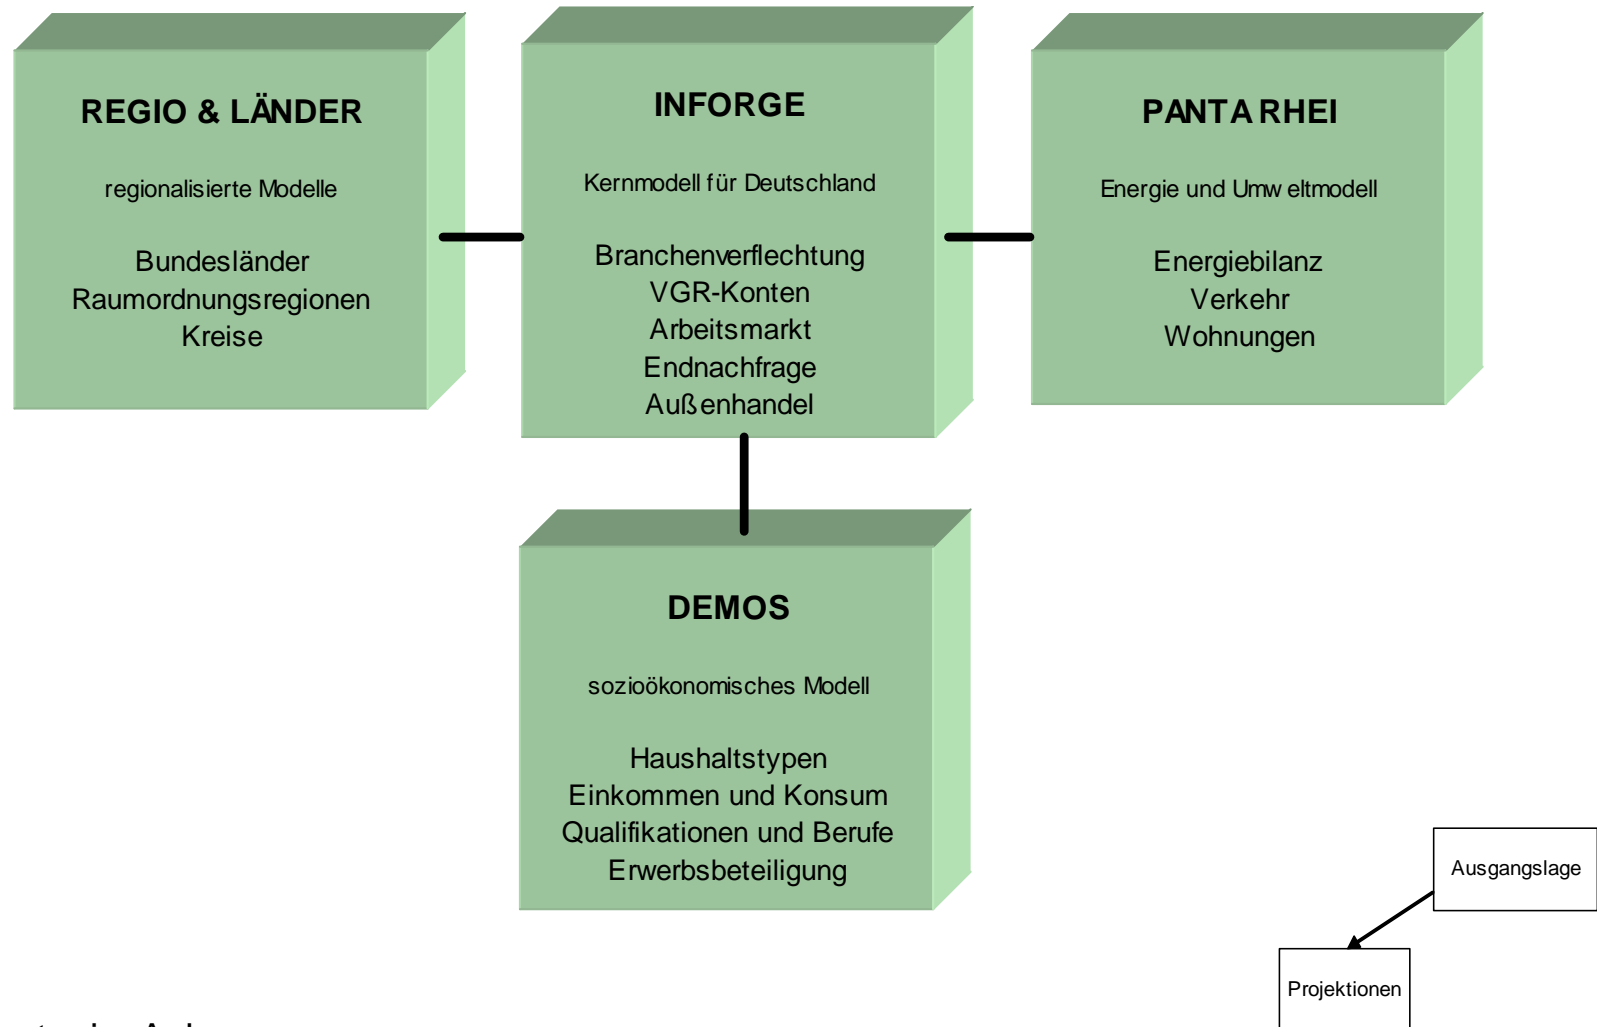 REGIO & LÄNDER
regionalisierte Modelle
Bundesländer
Raumordnungsregionen
Kreise
INFORGE
Kernmodell für Deutschland
Branchenverflechtung
VGR-Konten
Arbeitsmarkt
Endnachfrage
Außenhandel
PANTA RHEI
Energie und Umweltmodell
Energiebilanz
Verkehr
Wohnungen
DEMOS
sozioökonomisches Modell
Haushaltstypen
Einkommen und Konsum
Qualifikationen und Berufe
Erwerbsbeteiligung
Ausgangslage
Projektionen